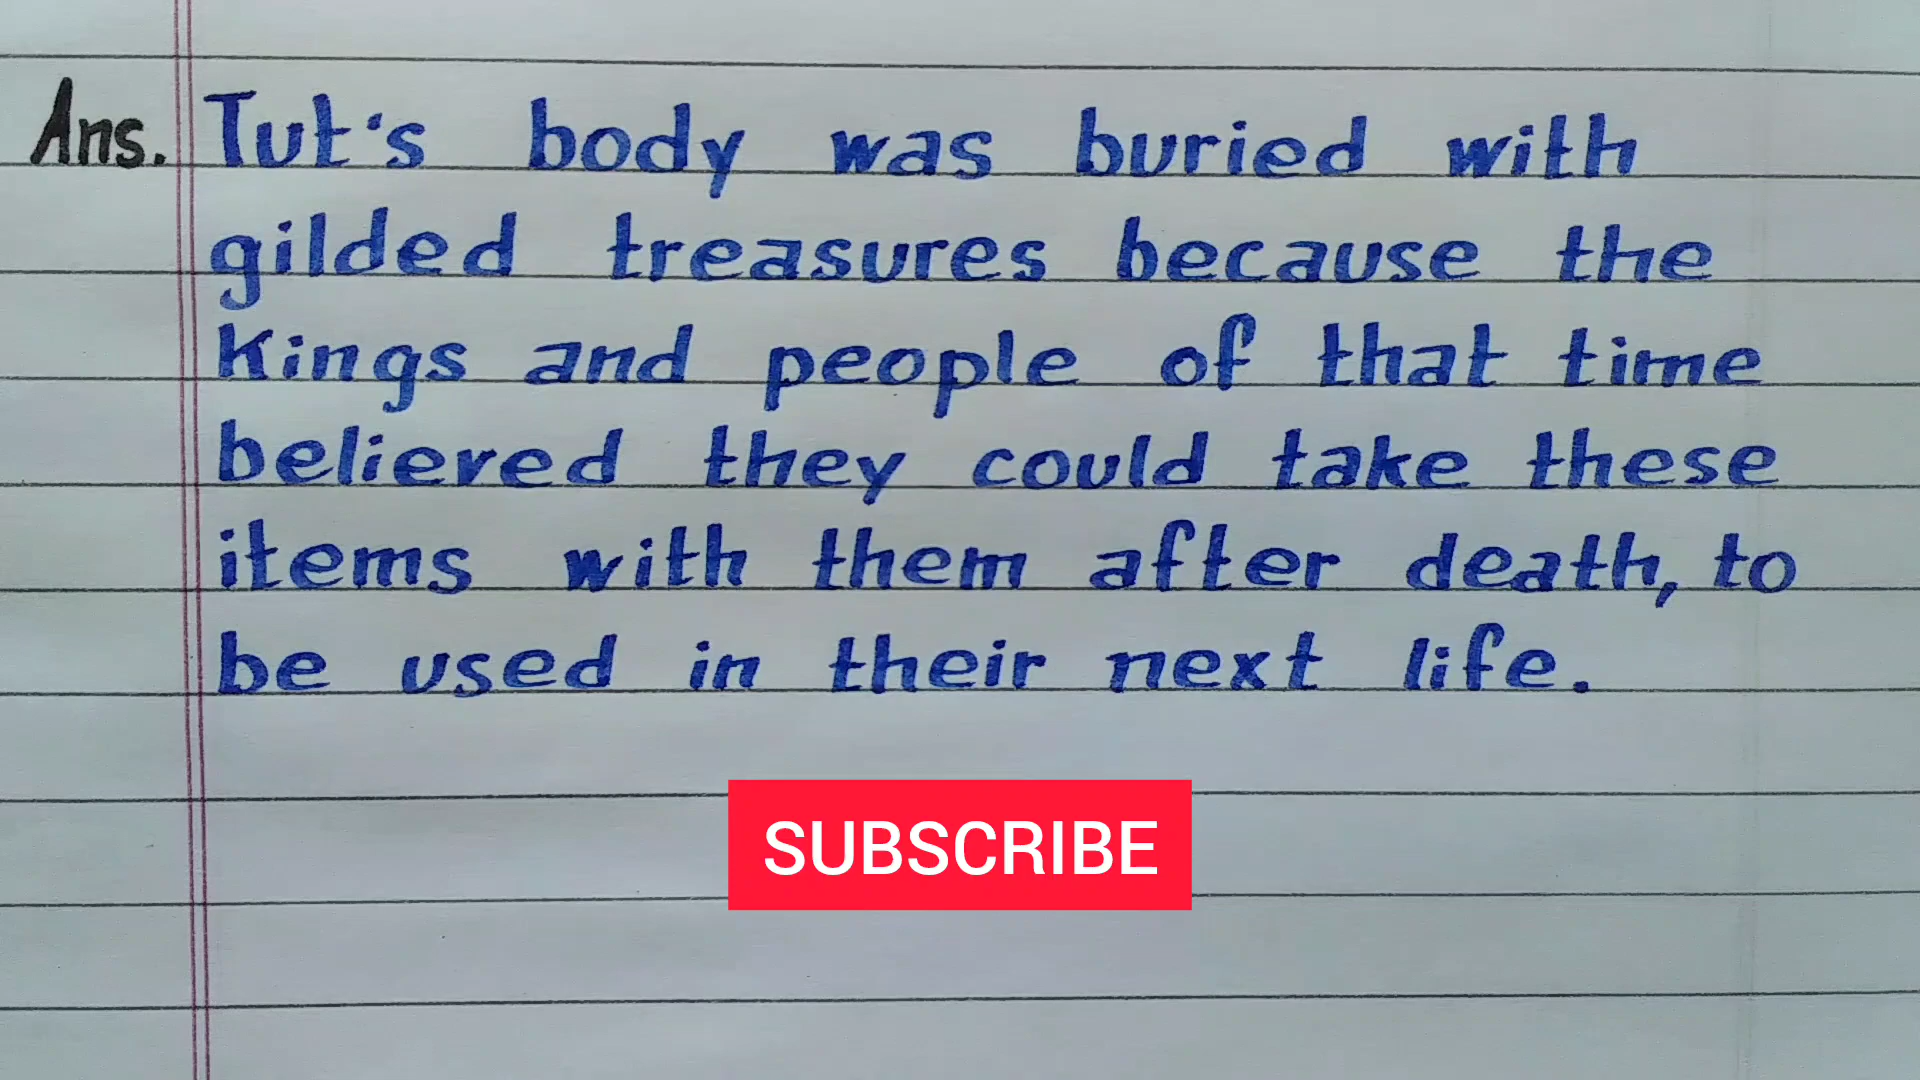 Ans. Tut's body was buried with
gilded treasures because the
Kings and people of that time
believed they could take these
items with them after death, to
be used in their next life.
SUBSCRIBE